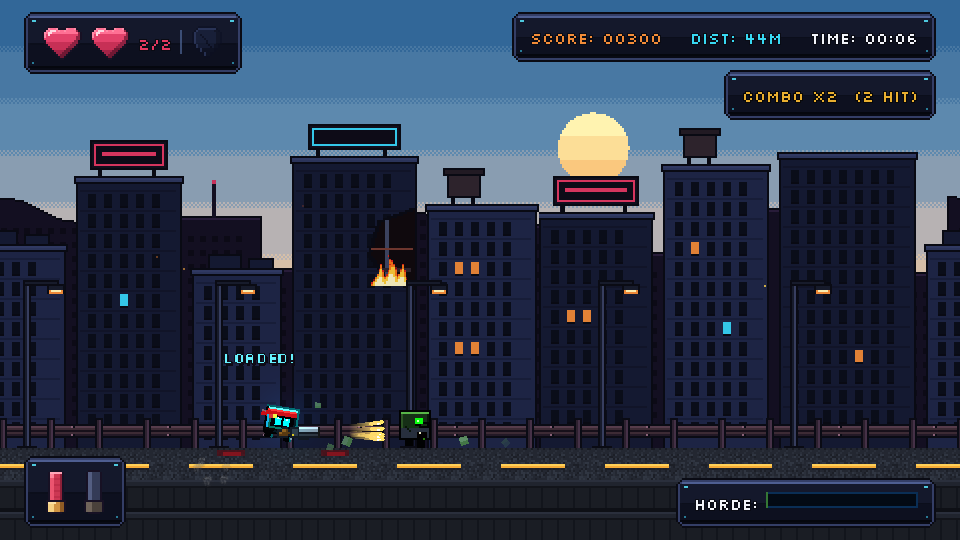 2/2
SCORE: 00300 DIST: 44M TIME: 00:06
COMBO X2 (2 HIT)
LOADED!
HORDE: